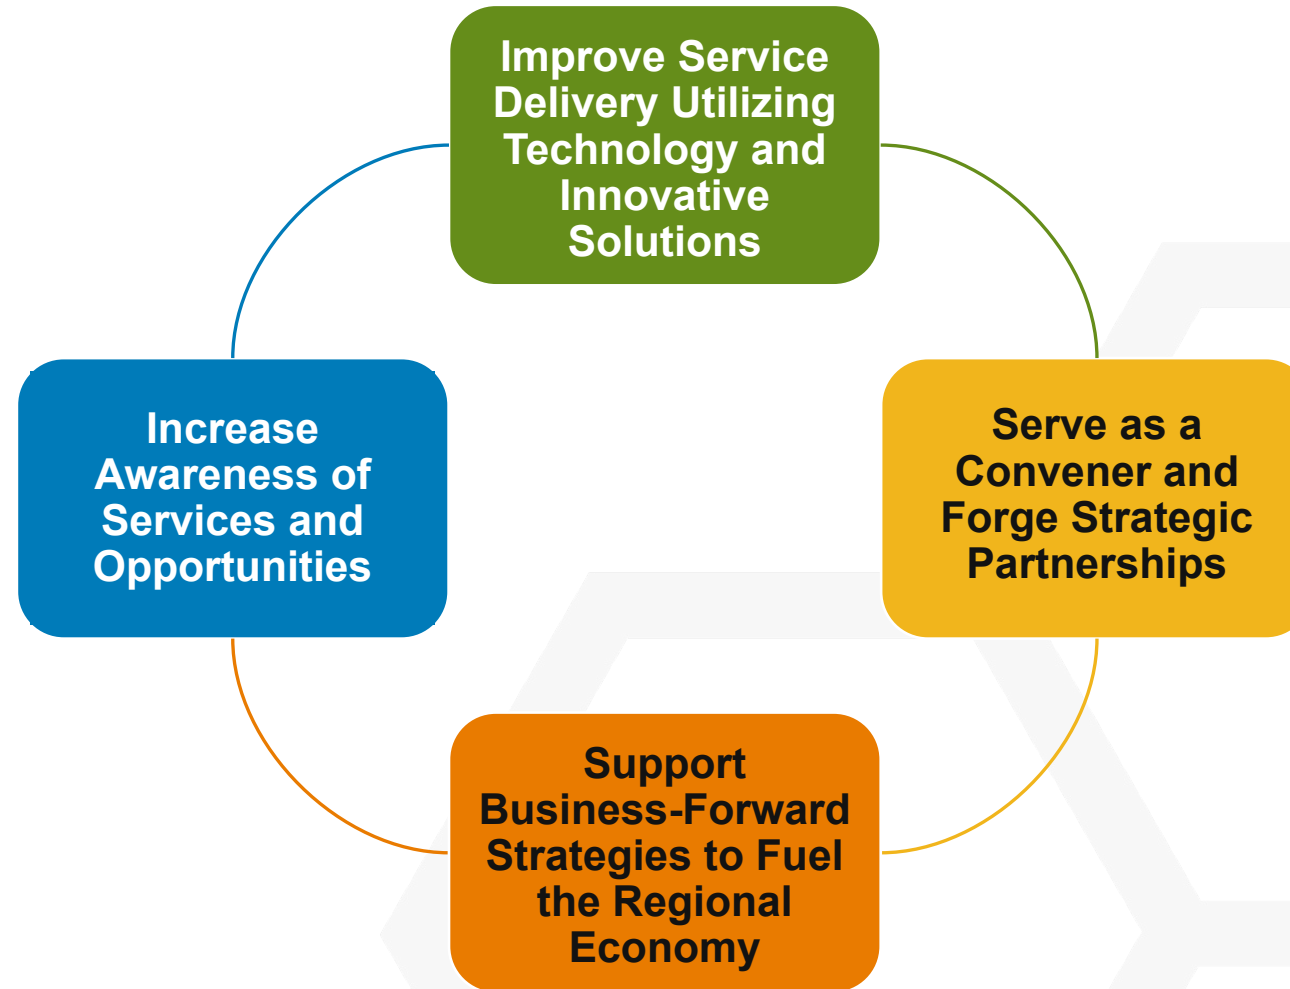 Improve Service
Delivery Utilizing
Technology and
Innovative
Solutions
Increase
Awareness of
Services and
Opportunities
Serve as a
Convener and
Forge Strategic
Partnerships
Support
Business-Forward
Strategies to Fuel
the Regional
Economy